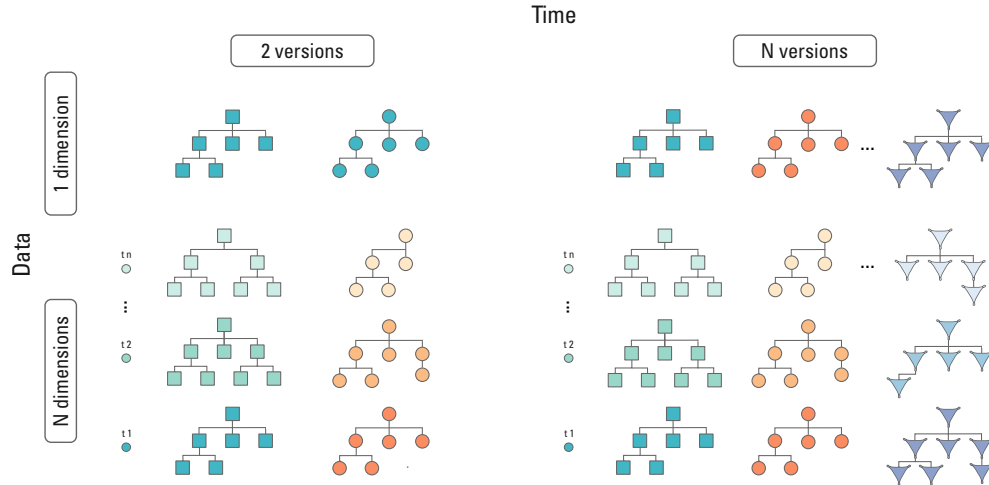 Time
2 versions
N versions
1 dimension
...
Data
t n
t n
...
...
...
N dimensions
t 2
t 2
t 1
t 1